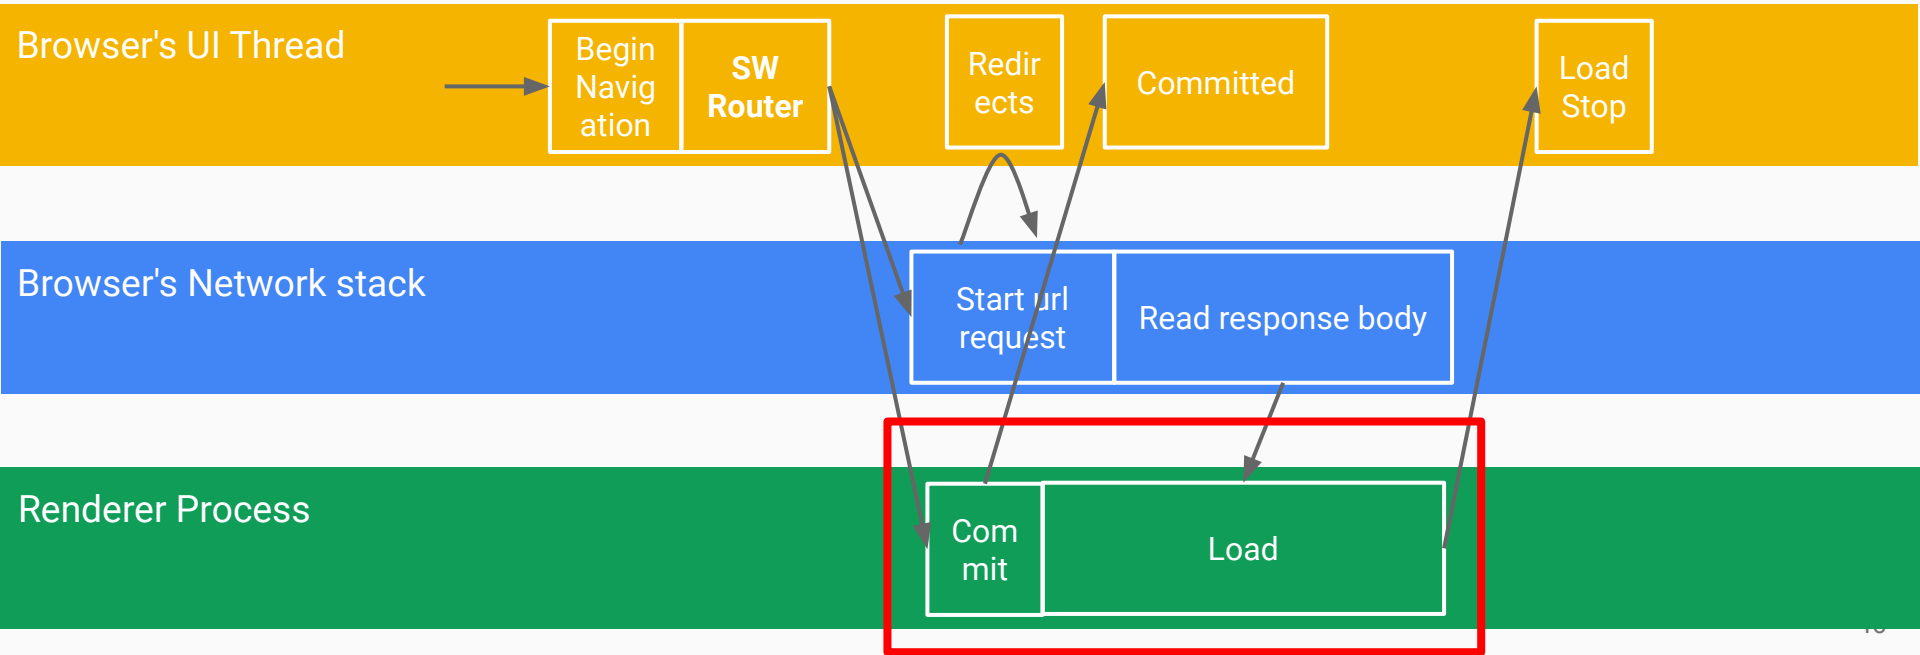 Browser's UI Thread
Begin
Navig
ation
SW
Router
Redir
ects
Committed
Load
Stop
Browser's Network stack
Start url
request
Read response body
Renderer Process
Com
mit
Load